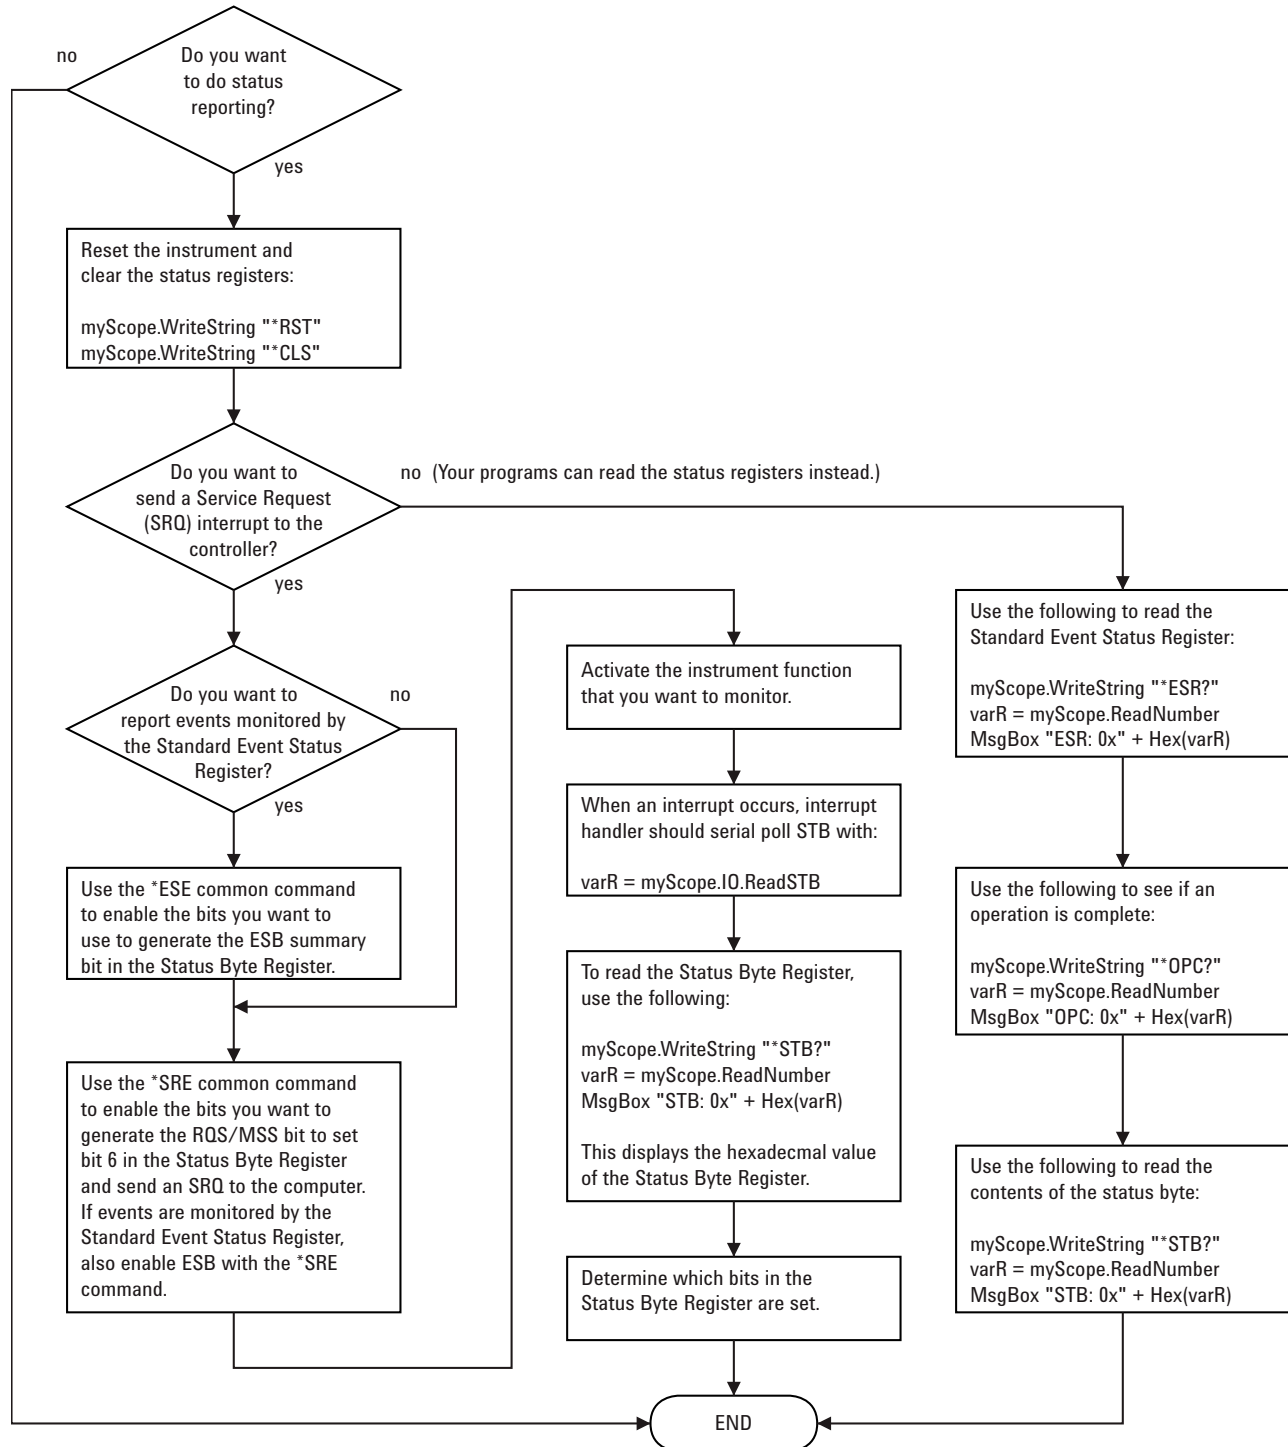 no
Do you want
to do status
reporting?
yes
Reset the instrument and
clear the status registers:
myScope.WriteString "*RST"
myScope.WriteString "*CLS"
Do you want to
send a Service Request
(SRQ) interrupt to the
controller?
no (Your programs can read the status registers instead.)
yes
Do you want to
report events monitored by
the Standard Event Status
Register?
no
yes
Use the *ESE common command
to enable the bits you want to
use to generate the ESB summary
bit in the Status Byte Register.
Use the *SRE common command
to enable the bits you want to
generate the RQS/MSS bit to set
bit 6 in the Status Byte Register
and send an SRQ to the computer.
If events are monitored by the
Standard Event Status Register,
also enable ESB with the *SRE
command.
Activate the instrument function
that you want to monitor.
When an interrupt occurs, interrupt
handler should serial poll STB with:
varR = myScope.IO.ReadSTB
To read the Status Byte Register,
use the following:
myScope.WriteString "*STB?"
varR = myScope.ReadNumber
MsgBox "STB: 0x" + Hex(varR)
This displays the hexadecmal value
of the Status Byte Register.
Determine which bits in the
Status Byte Register are set.
Use the following to read the
Standard Event Status Register:
myScope.WriteString "*ESR?"
varR = myScope.ReadNumber
MsgBox "ESR: 0x" + Hex(varR)
Use the following to see if an
operation is complete:
myScope.WriteString "*OPC?"
varR = myScope.ReadNumber
MsgBox "OPC: 0x" + Hex(varR)
Use the following to read the
contents of the status byte:
myScope.WriteString "*STB?"
varR = myScope.ReadNumber
MsgBox "STB: 0x" + Hex(varR)
END